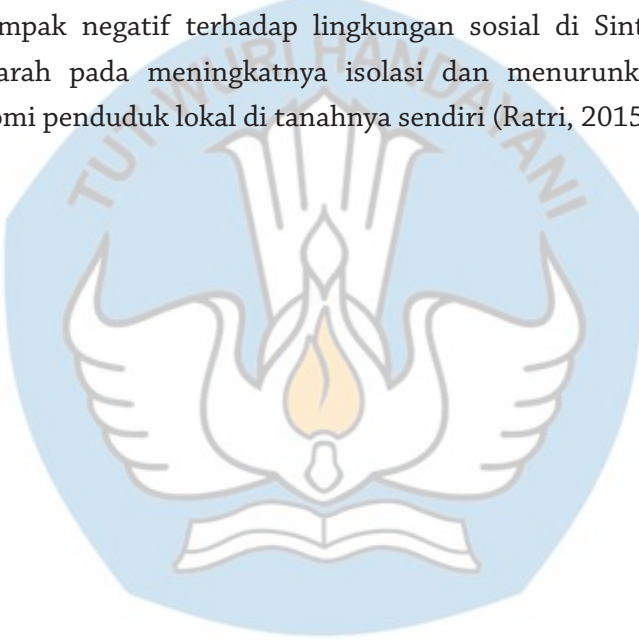 mpak negatif terhadap lingkungan sosial di Sint
arah pada meningkatnya isolasi dan menurunk
omi penduduk lokal di tanahnya sendiri (Ratri, 2015
TUT WURI HANDAYANI